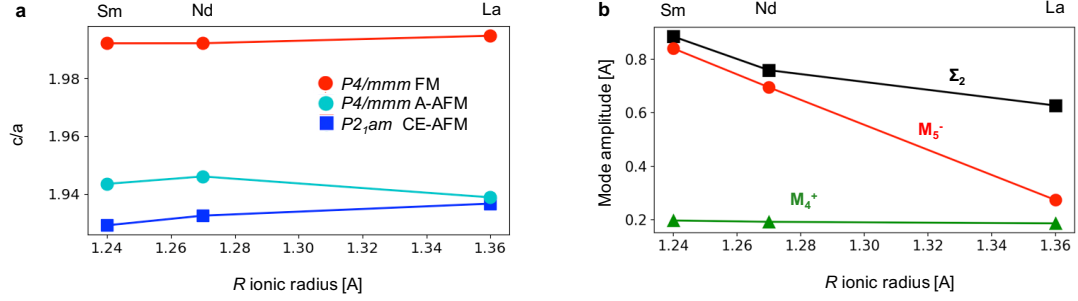 a
Sm Nd La
1.98
1.96
1.94
c/a
P4/mmm FM
P4/mmm A-AFM
P2₁am CE-AFM
1.24 1.26 1.28 1.30 1.32 1.34 1.36
R ionic radius [A]
b
Sm Nd La
0.8
0.6
0.4
0.2
Mode amplitude [A]
Σ₂
M₅⁻
M₄⁺
1.24 1.26 1.28 1.30 1.32 1.34 1.36
R ionic radius [A]